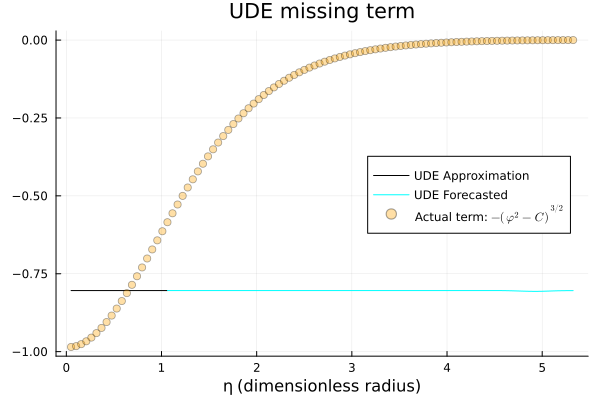 UDE missing term
0.00
−0.25
−0.50
−0.75
−1.00
UDE Approximation
UDE Forecasted
Actual term: −(φ² − C)^{3/2}
0 1 2 3 4 5
η (dimensionless radius)